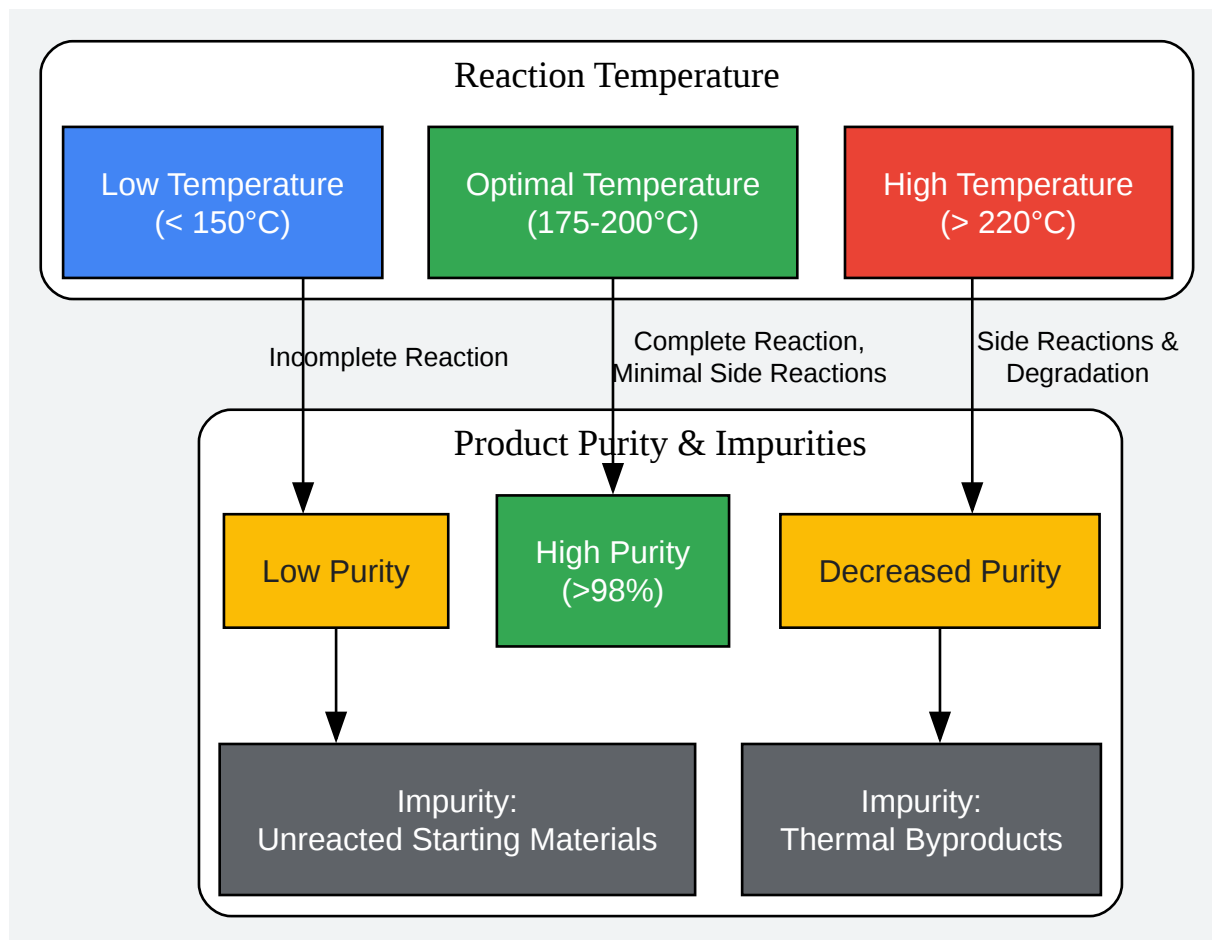 Reaction Temperature
Low Temperature
(< 150°C)
Optimal Temperature
(175-200°C)
High Temperature
(> 220°C)
Incomplete Reaction
Complete Reaction,
Minimal Side Reactions
Side Reactions &
Degradation
Product Purity & Impurities
Low Purity
High Purity
(>98%)
Decreased Purity
Impurity:
Unreacted Starting Materials
Impurity:
Thermal Byproducts